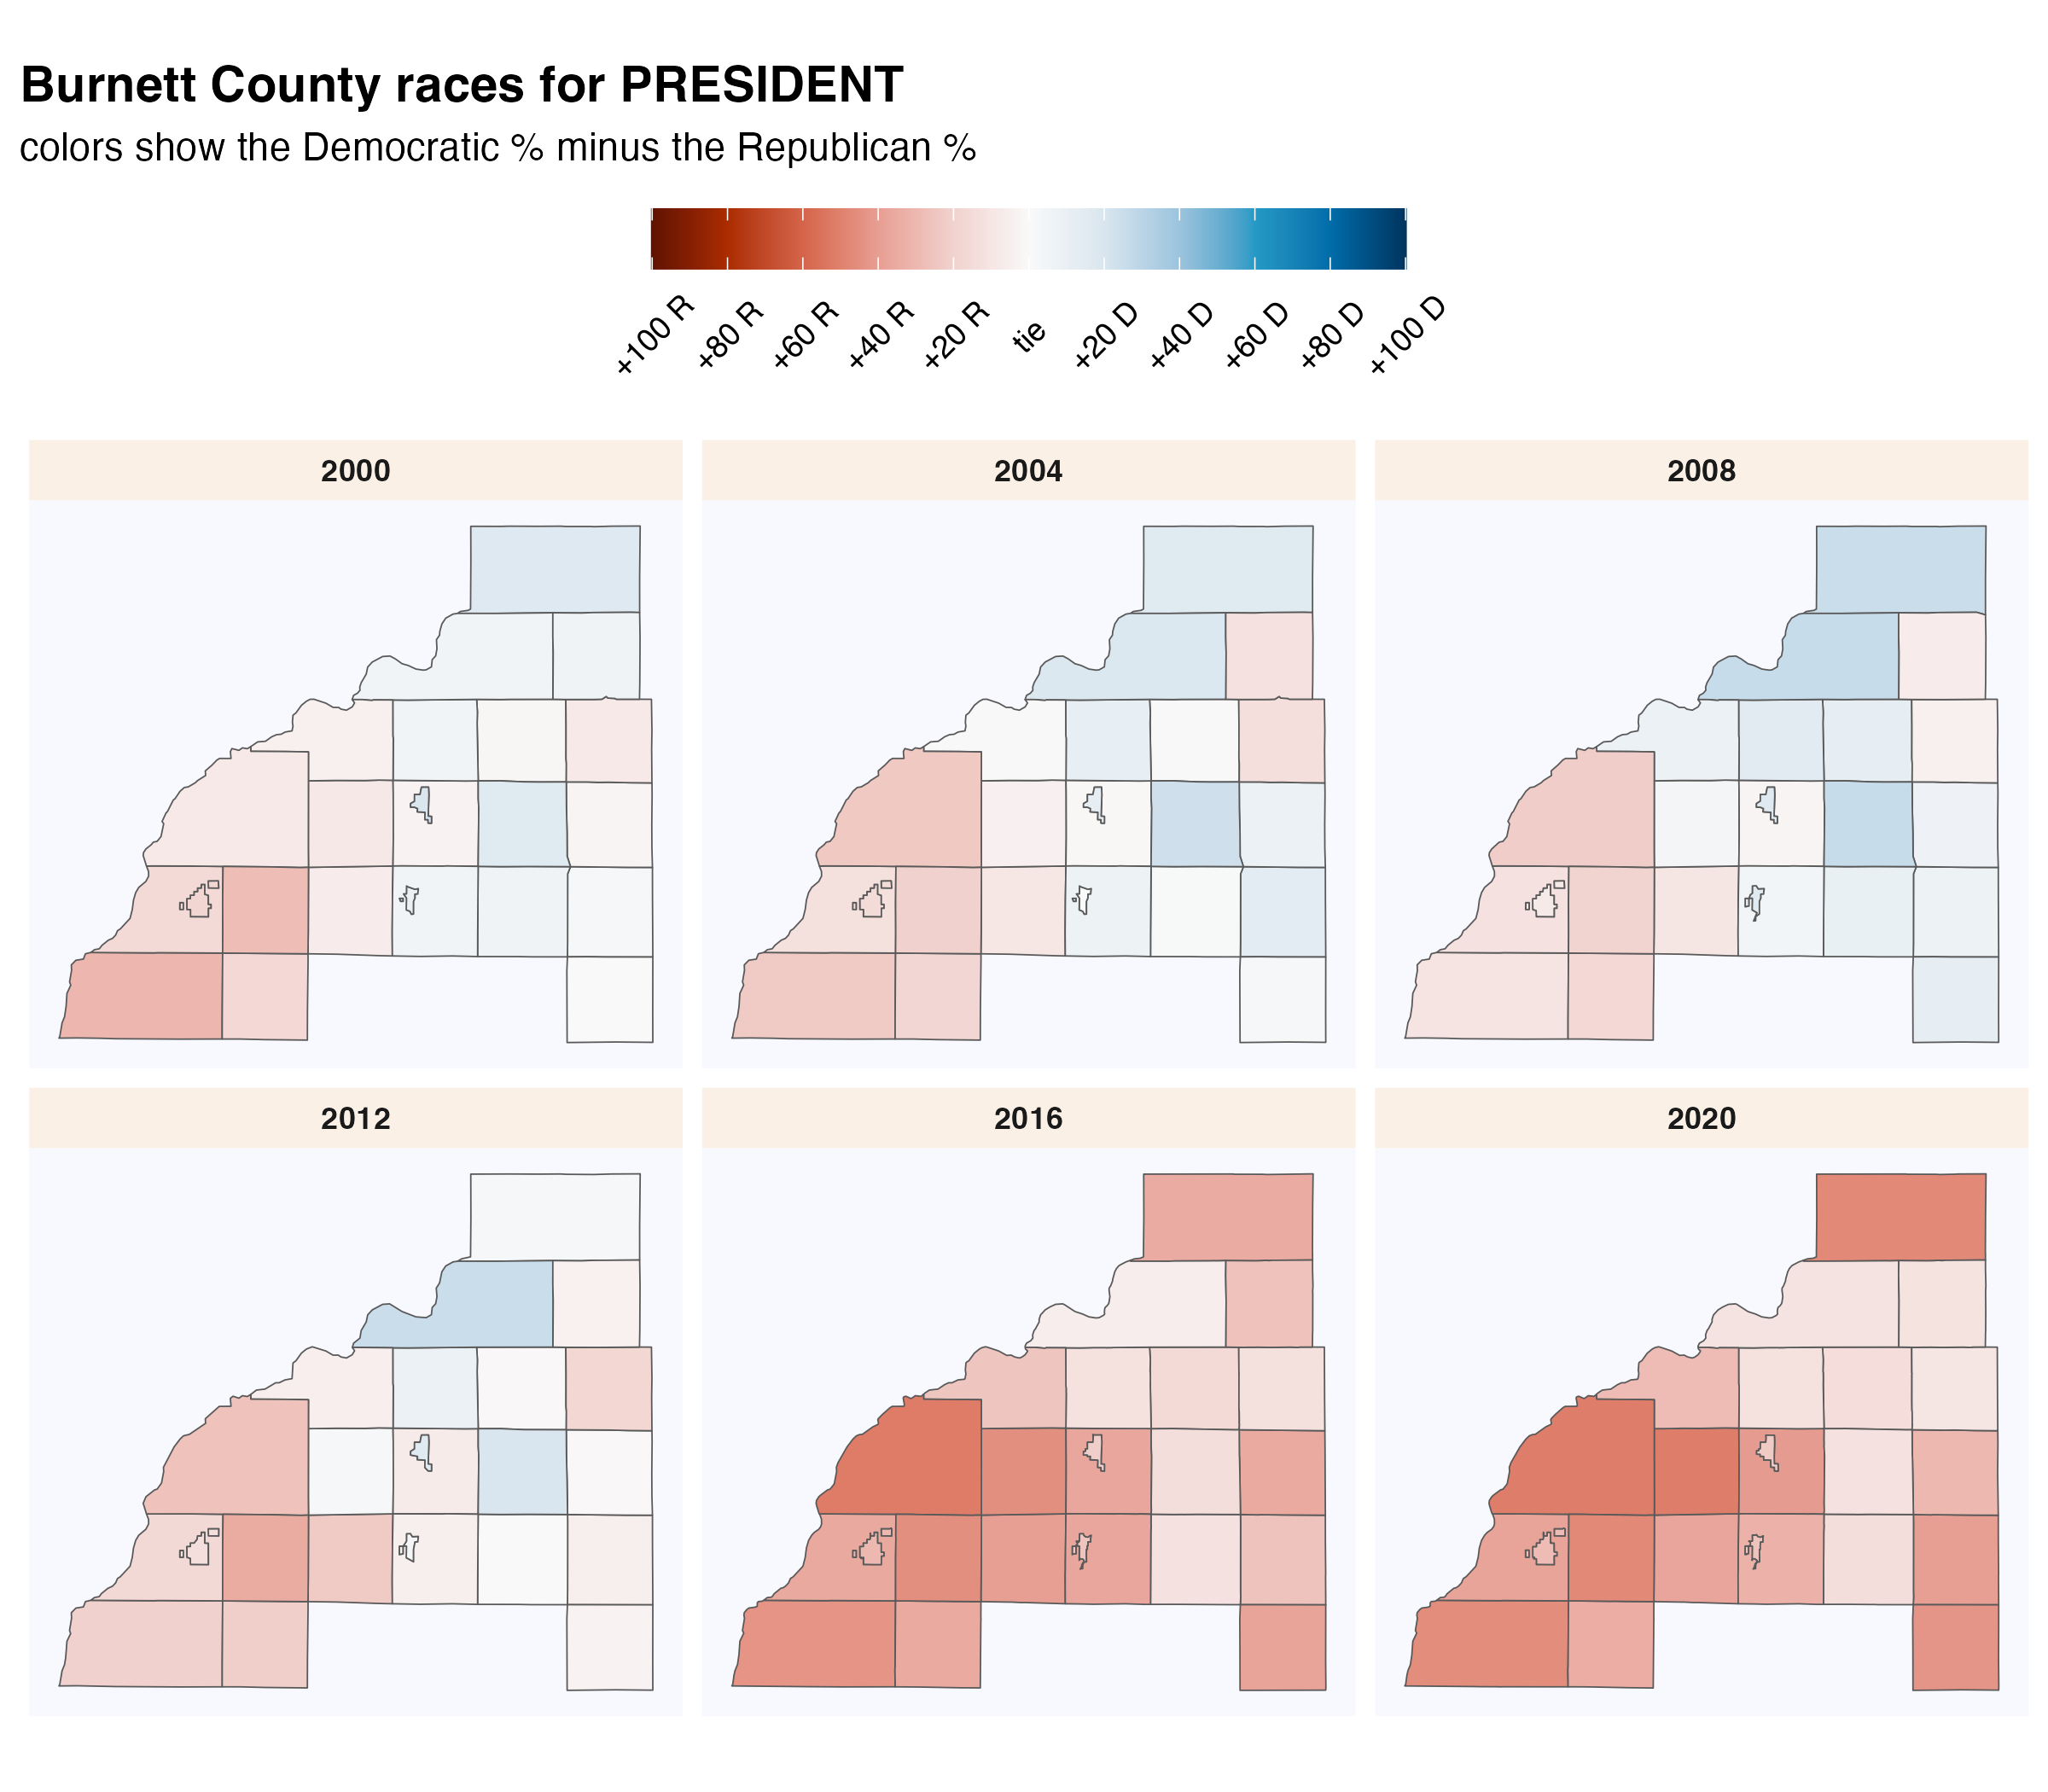 Burnett County races for PRESIDENT
colors show the Democratic % minus the Republican %
+100 R +80 R +60 R +40 R +20 R tie +20 D +40 D +60 D +80 D +100 D
2000 2004 2008
2012 2016 2020